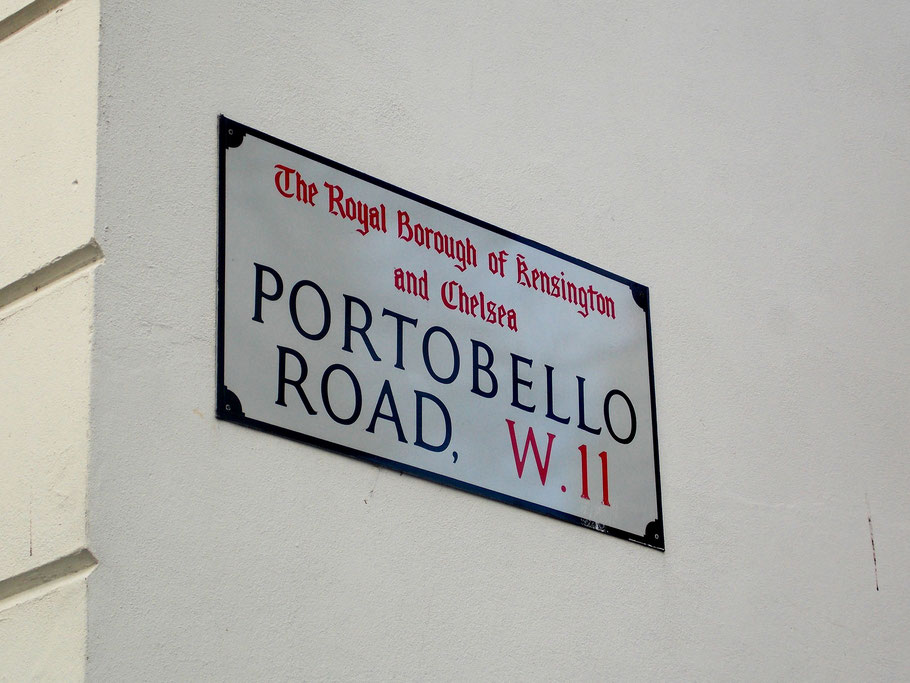 The Royal Borough of Kensington
and Chelsea
PORTOBELLO
ROAD, W.11